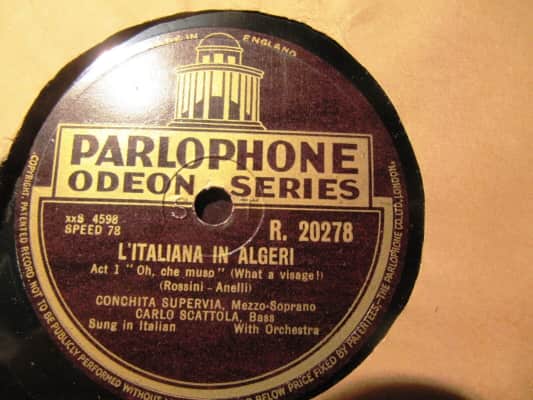 MADE IN ENGLAND
PARLOPHONE
ODEON SERIES
xxS 4598
SPEED 78
R. 20278
L'ITALIANA IN ALGERI
Act 1 "Oh, che muso" (What a visage!)
(Rossini - Anelli)
CONCHITA SUPERVIA, Mezzo-Soprano
CARLO SCATTOLA, Bass
Sung in Italian With Orchestra
COPYRIGHT. PATENTED RECORD. NOT TO BE PUBLICLY PERFORMED WITHOUT
BELOW PRICE FIXED BY PATENTEES.-THE PARLOPHONE CO. LTD. LONDON.